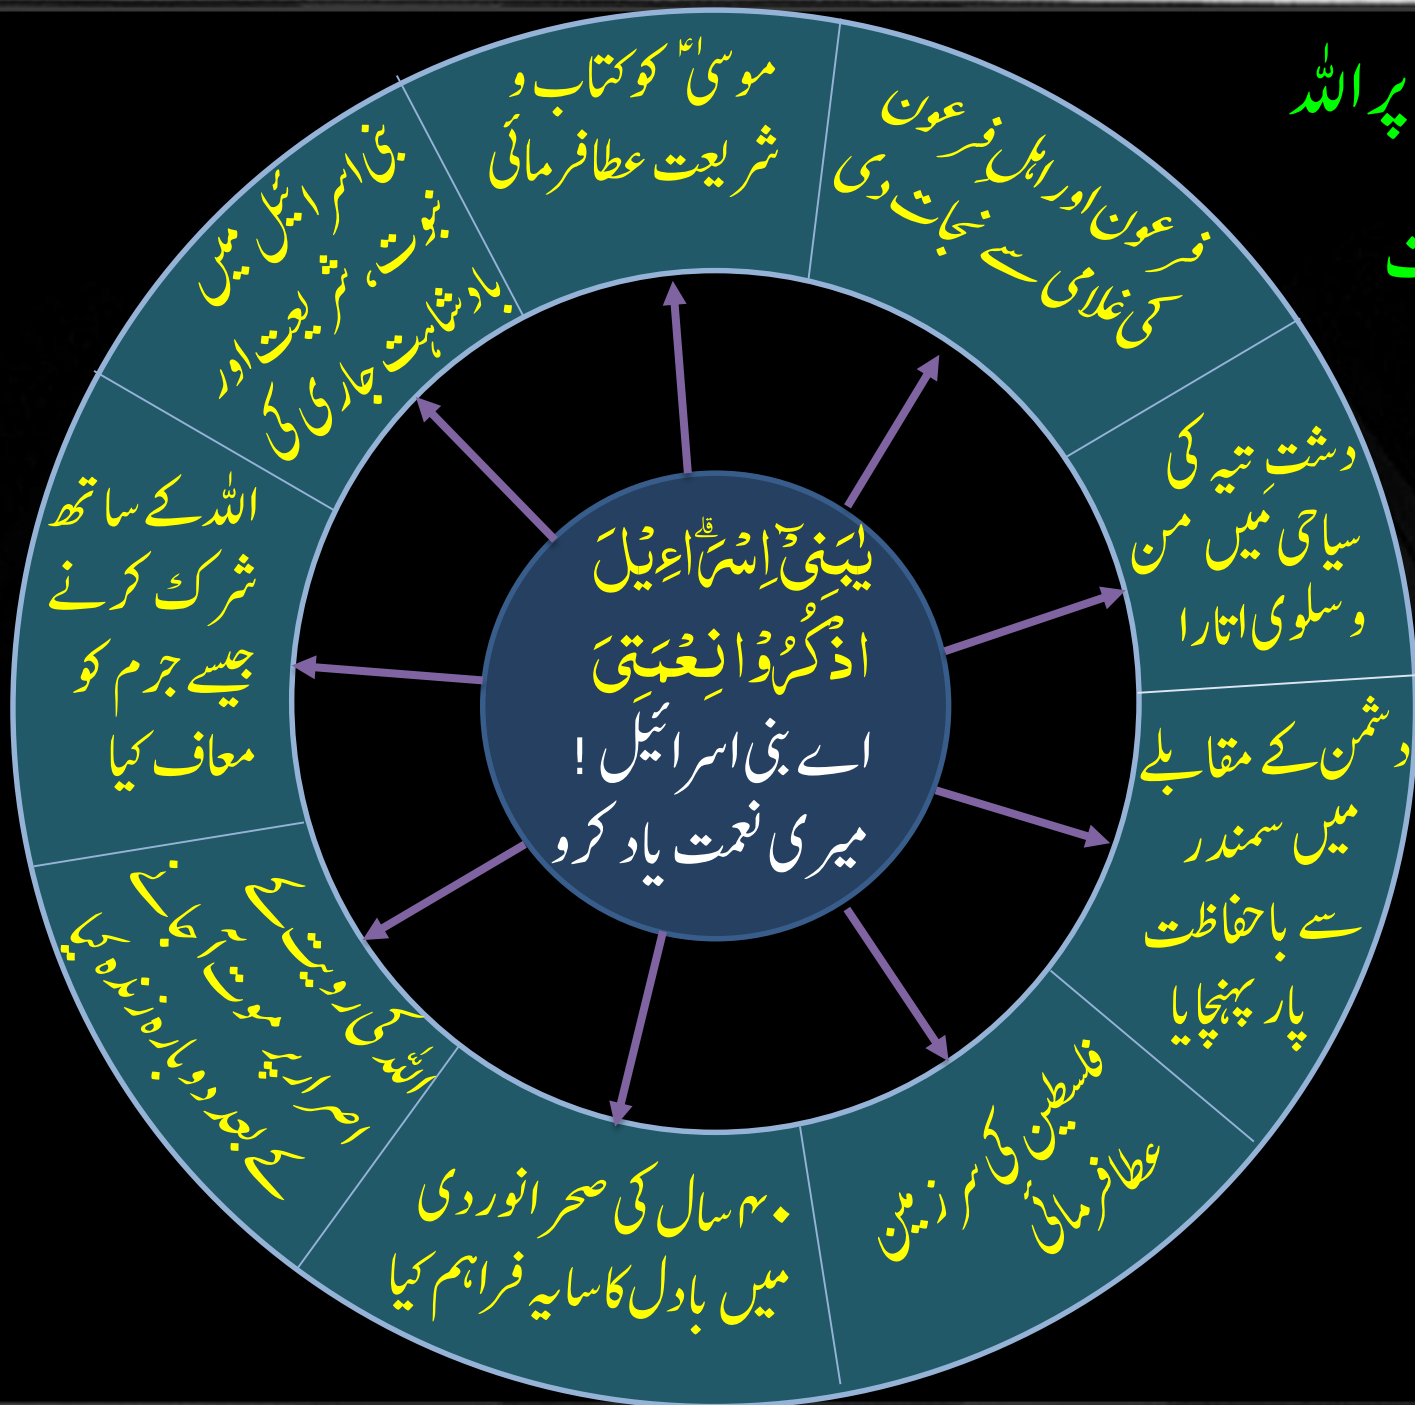 پر اللہ
يٰبَنِيْٓ اِسْرَاۗءِيْلَ
اذْكُرُوْا نِعْمَتِيَ
اے بنی اسرائیل !
میری نعمت یاد کرو
موسیٰؑ کو کتاب و
شریعت عطا فرمائی
فرعون اور اہلِ فرعون
کی غلامی سے نجات دی
دشتِ تیہ کی
سیاحی میں من
و سلوی اتارا
دشمن کے مقابلے
میں سمندر
سے باحفاظت
پار پہنچایا
فلسطین کی سر زمین
عطا فرمائی
۴۰ سال کی صحر انوردی
میں بادل کا سایہ فراہم کیا
اللہ کی رویت کے
اصرار پر موت آ جانے
کے بعد دوبارہ زندہ کیا
اللہ کے ساتھ
شرک کرنے
جیسے جرم کو
معاف کیا
بنی اسرائیل میں
نبوت، شریعت اور
بادشاہت جاری کی